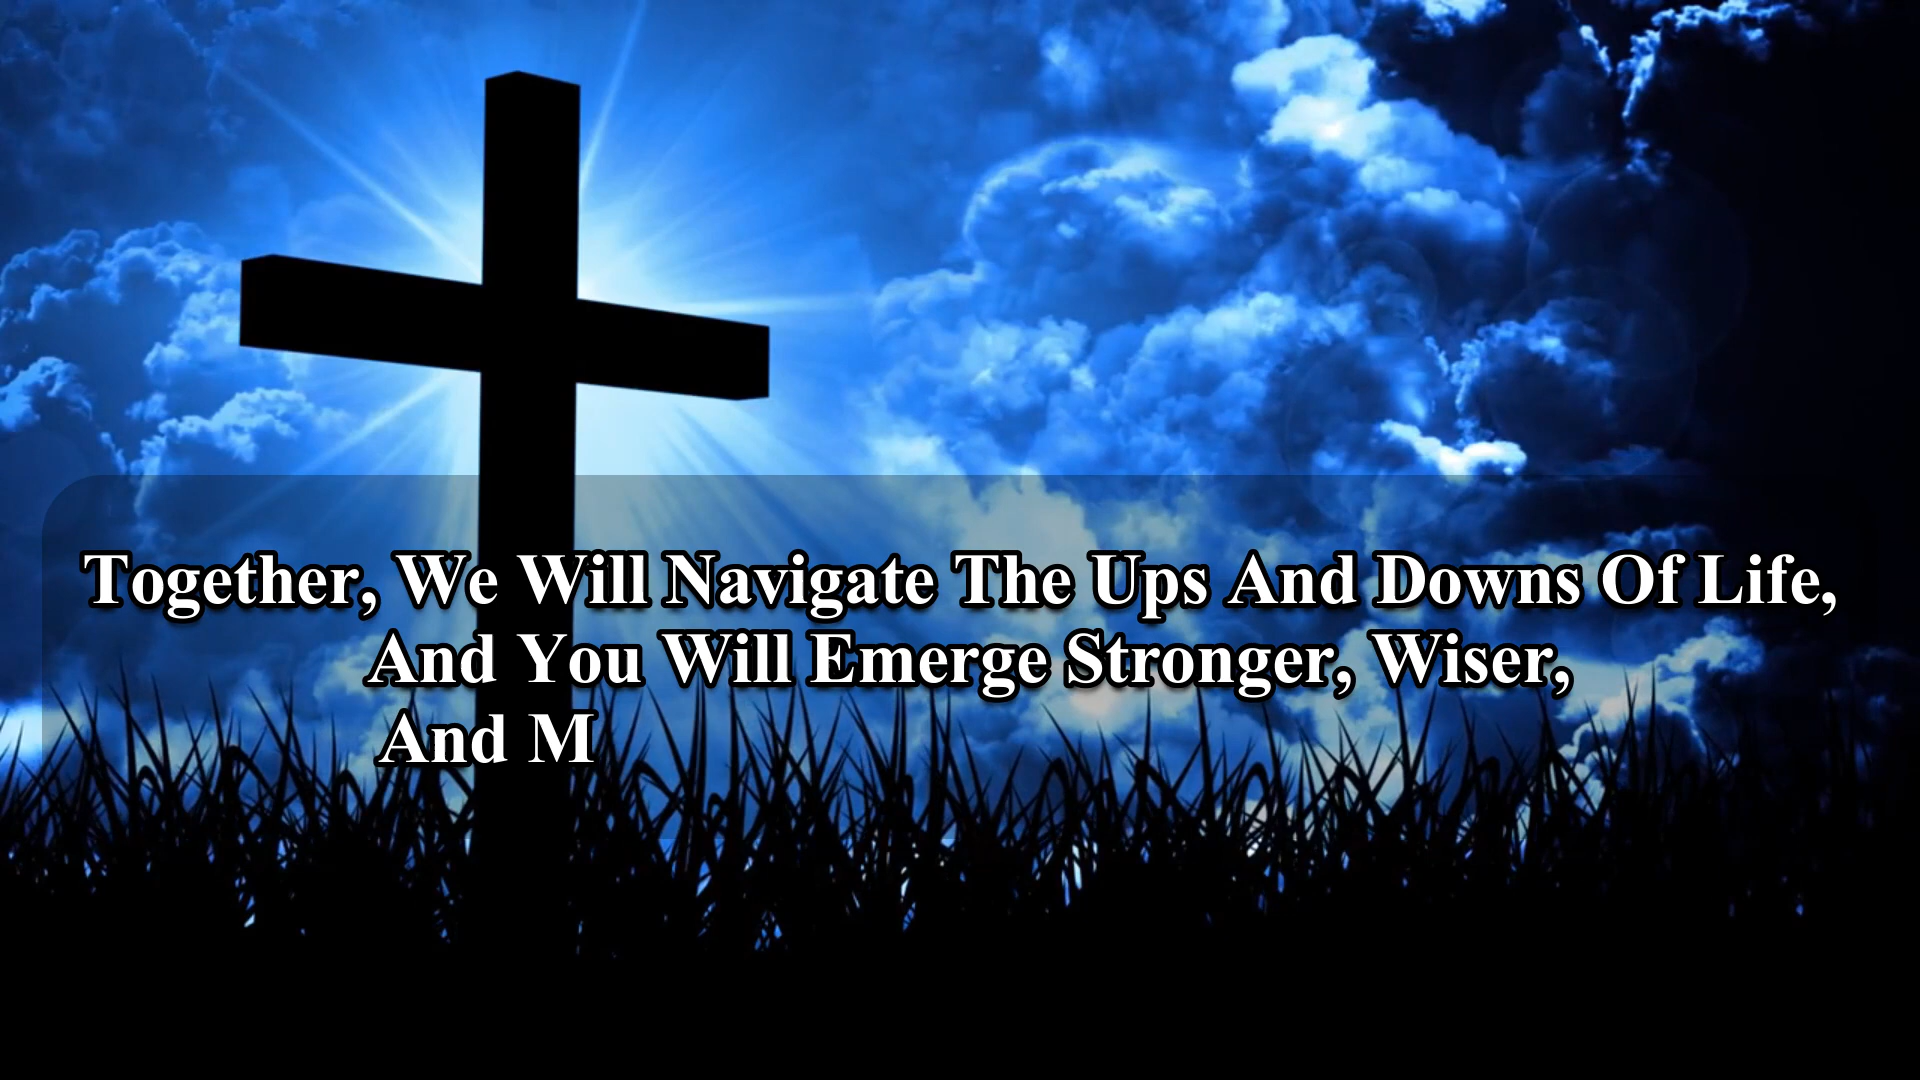 Together, We Will Navigate The Ups And Downs Of Life,
And You Will Emerge Stronger, Wiser,
And M